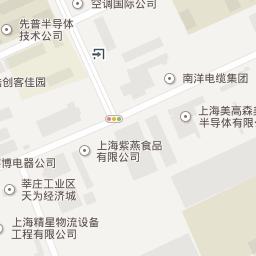 空调国际公司
先普半导体
技术公司
创客佳园
南洋电缆集团
上海美高森美
半导体有限公
上海紫燕食品
有限公司
博电器公司
莘庄工业区
天为经济城
上海精星物流设备
工程有限公司